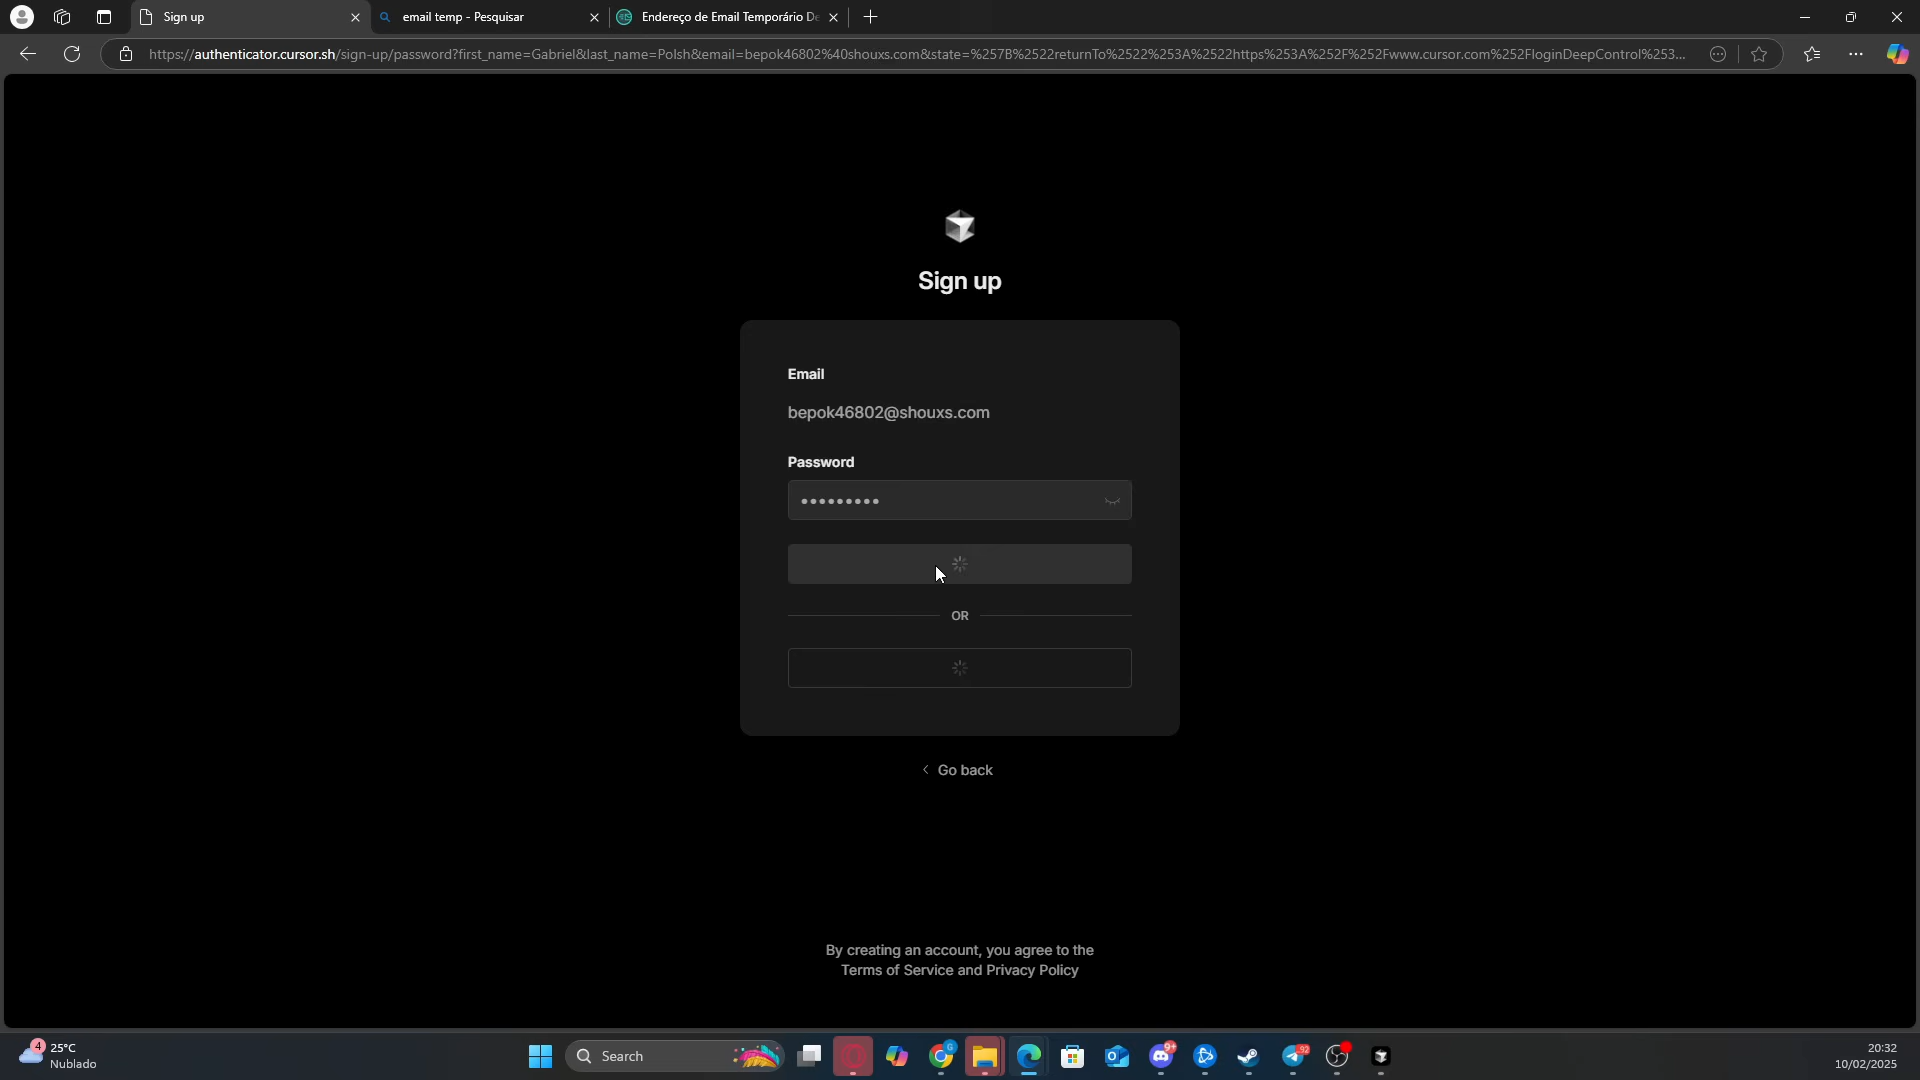 Sign up
email temp - Pesquisar
Endereço de Email Temporário De
https://authenticator.cursor.sh/sign-up/password?first_name=Gabriel&last_name=Polsh&email=bepok46802%40shouxs.com&state=%257B%2522returnTo%2522%253A%2522https%253A%252F%252Fwww.cursor.com%252FloginDeepControl%253...
Sign up
Email
bepok46802@shouxs.com
Password
OR
Go back
By creating an account, you agree to the
Terms of Service and Privacy Policy
4
25°C
Nublado
Search
G
9+
92
20:32
10/02/2025